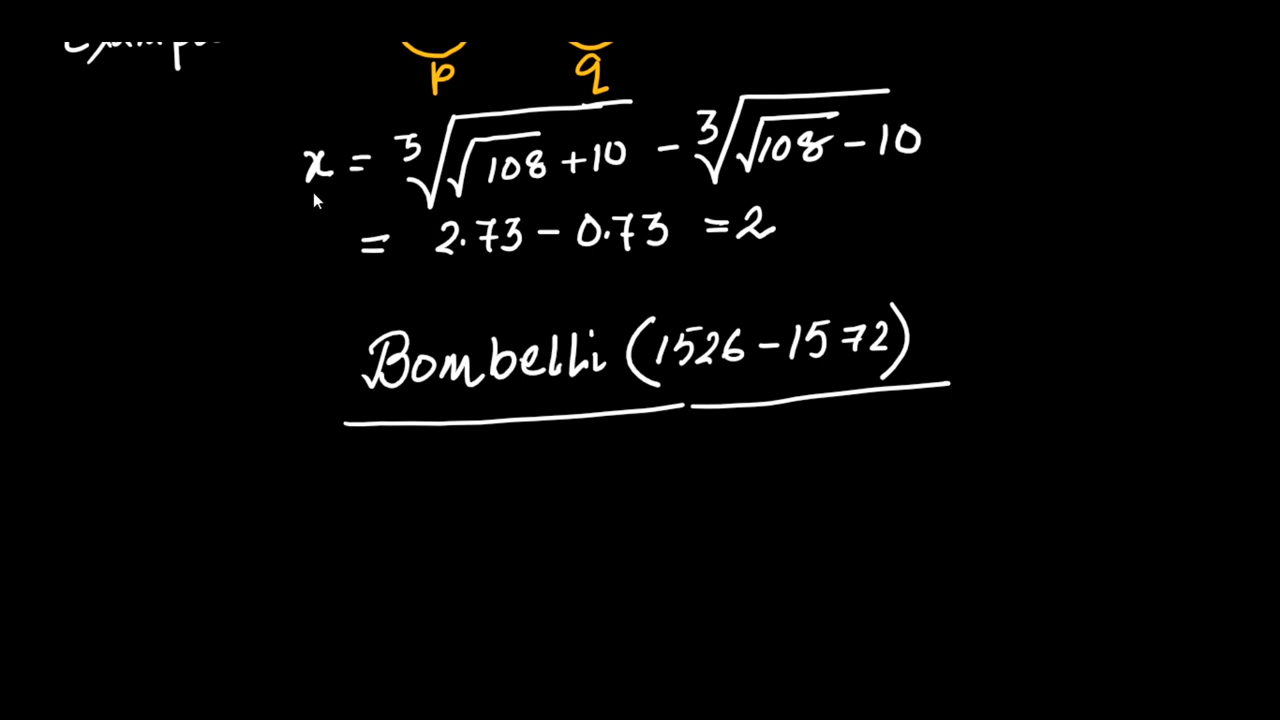 p q
x = ∛(√108 + 10) - ∛(√108 - 10)
= 2.73 - 0.73 = 2
Bombelli (1526 - 1572)